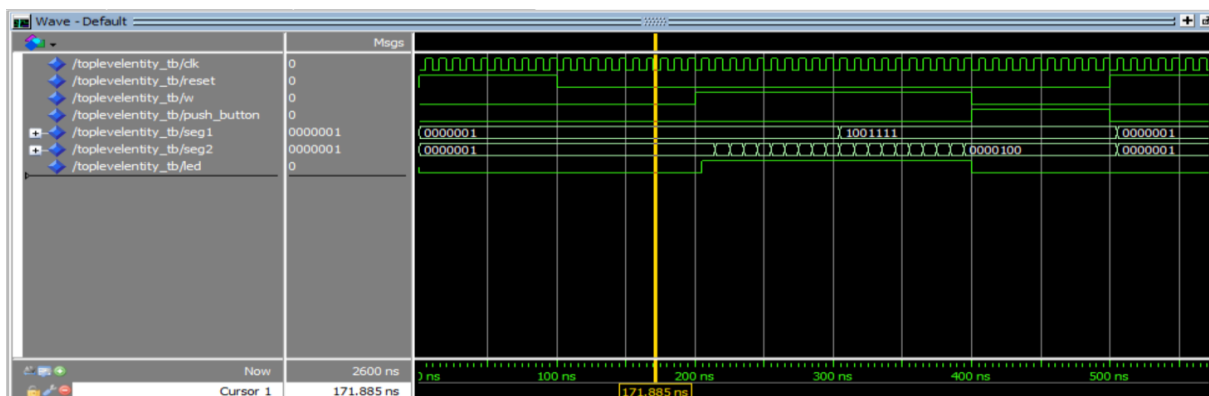 Wave - Default
Msgs
/toplevelentity_tb/clk 0
/toplevelentity_tb/reset 0
/toplevelentity_tb/w 0
/toplevelentity_tb/push_button 0
/toplevelentity_tb/seg1 0000001 0000001 1001111 0000001
/toplevelentity_tb/seg2 0000001 0000001 0000100 0000001
/toplevelentity_tb/led 0
Now 2600 ns ns 100 ns 200 ns 300 ns 400 ns 500 ns
Cursor 1 171.885 ns 171.885 ns